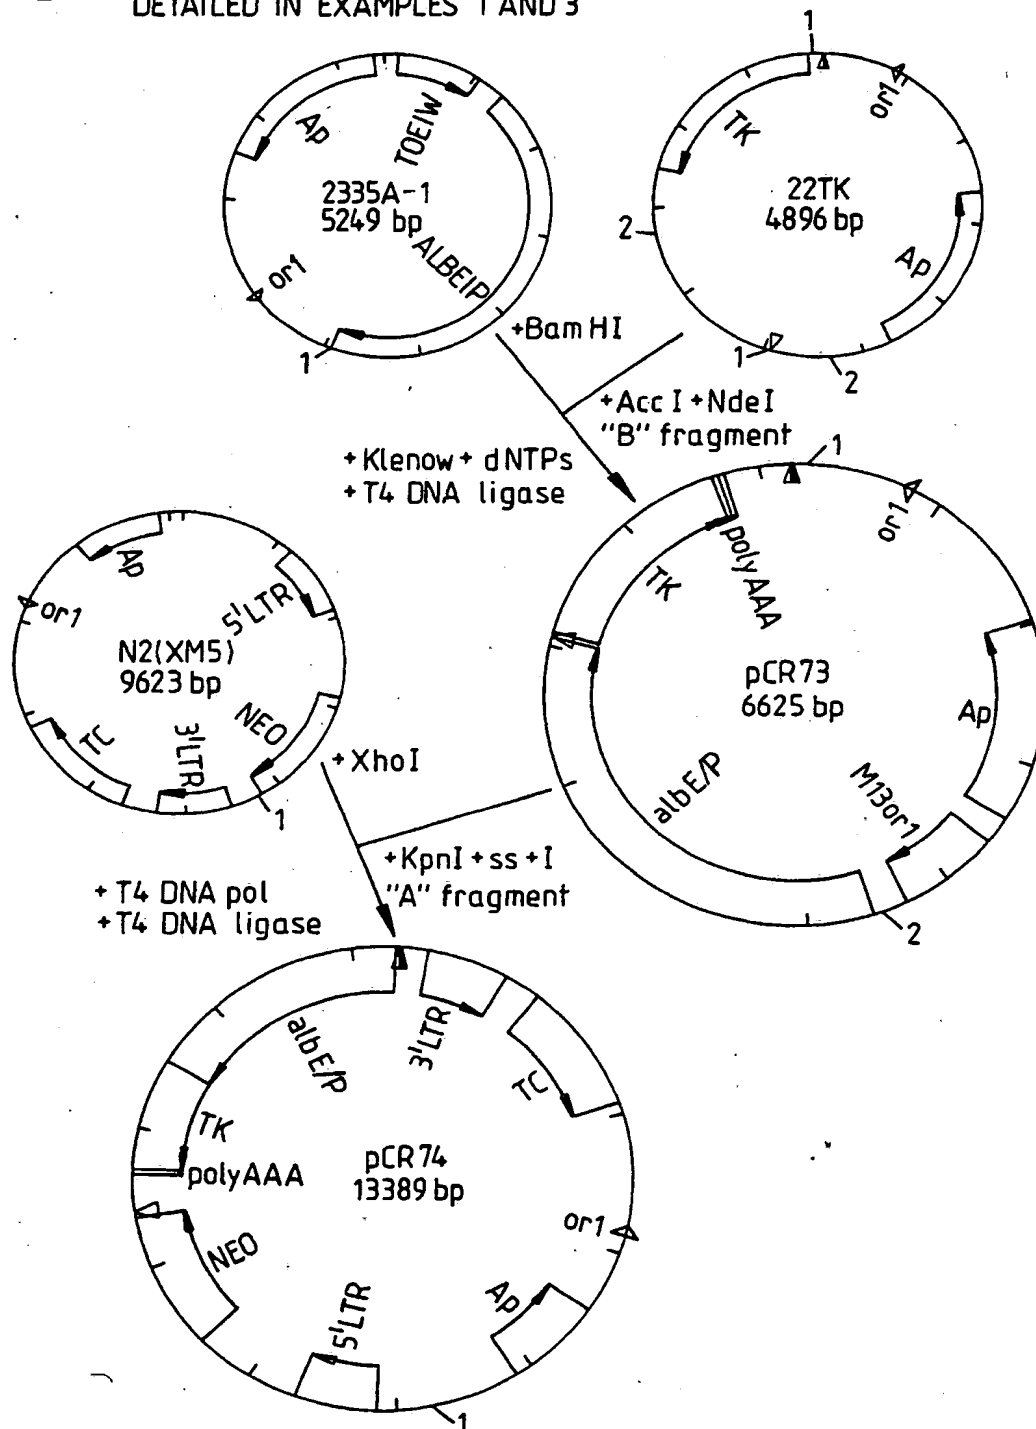 DETAILED IN EXAMPLES 1 AND 3
1
Ap
TOEIW
2335A-1
5249 bp
ALBEIP
or1
1
TK
or1
22TK
4896 bp
2
Ap
1
2
+Bam HI
+Acc I +NdeI
"B" fragment
+Klenow + dNTPs
+T4 DNA ligase
Ap
or1
5'LTR
N2(XM5)
9623 bp
NEO
TC
3'LTR
1
1
or1
polyAAA
TK
pCR73
6625 bp
Ap
albE/P
M13or1
2
+XhoI
+KpnI +ss +I
"A" fragment
+ T4 DNA pol
+T4 DNA ligase
albE/P
3'LTR
TC
TK
polyAAA
pCR74
13389 bp
or1
NEO
5'LTR
Ap
1